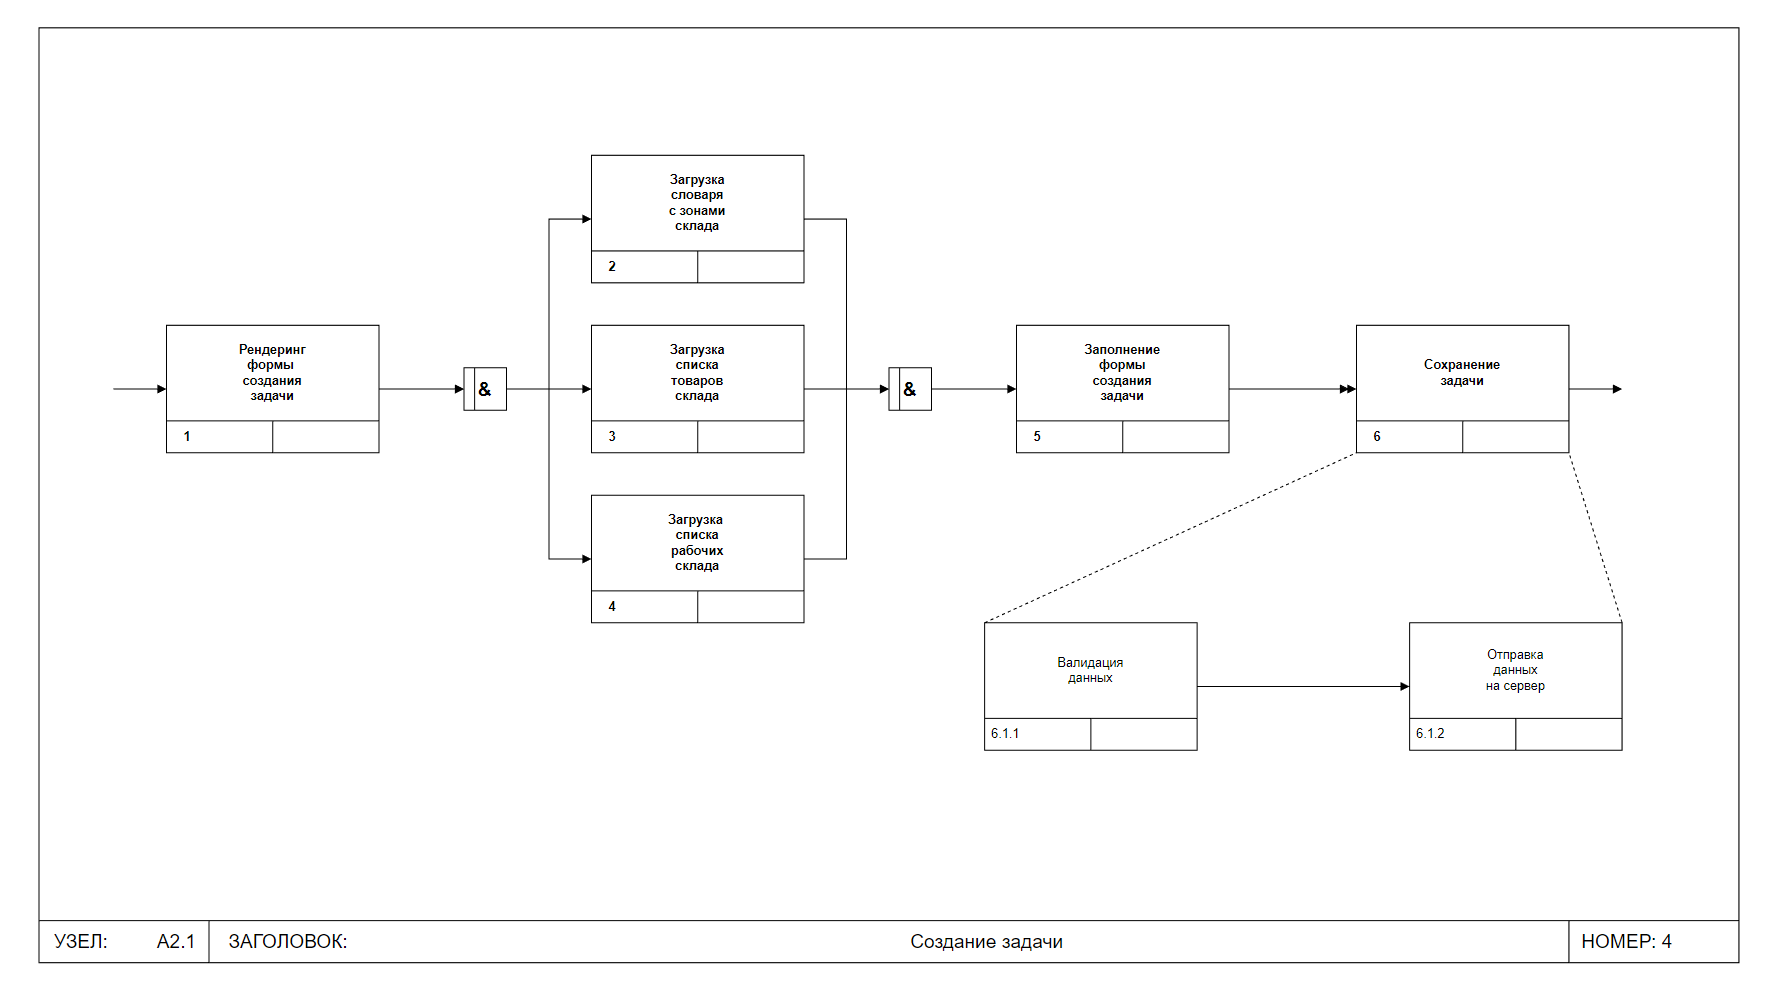 Загрузка
словаря
с зонами
склада
2
Рендеринг
формы
создания
задачи
1
&
Загрузка
списка
товаров
склада
3
&
Заполнение
формы
создания
задачи
5
Сохранение
задачи
6
Загрузка
списка
рабочих
склада
4
Валидация
данных
6.1.1
Отправка
данных
на сервер
6.1.2
УЗЕЛ: A2.1
ЗАГОЛОВОК: Создание задачи
НОМЕР: 4